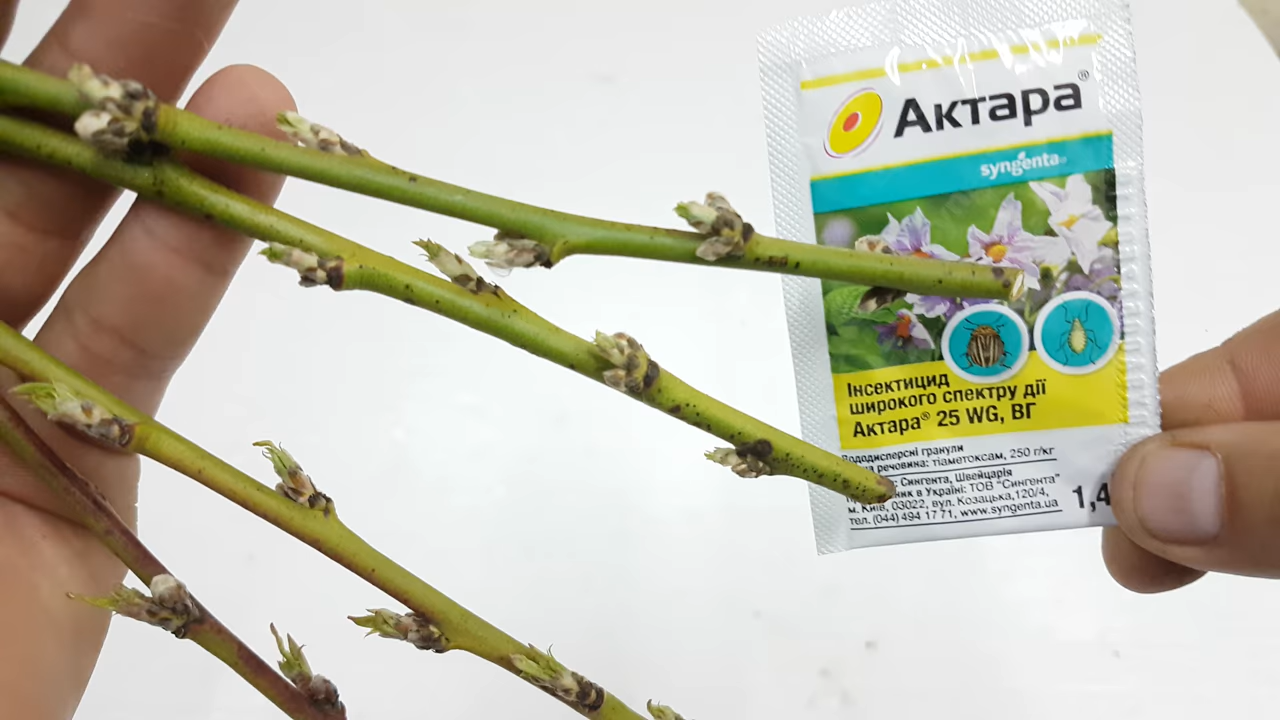 Актара®
syngenta
Інсектицид
широкого спектру дії
Актара® 25 WG, ВГ
Вододисперсні гранули
речовина: тіаметоксам, 250 г/кг
Сингента, Швейцарія
в Україні: ТОВ "Сингента"
м. Київ, 03022, вул. Козацька,120/4,
тел. (044) 494 17 71, www.syngenta.ua
1,4